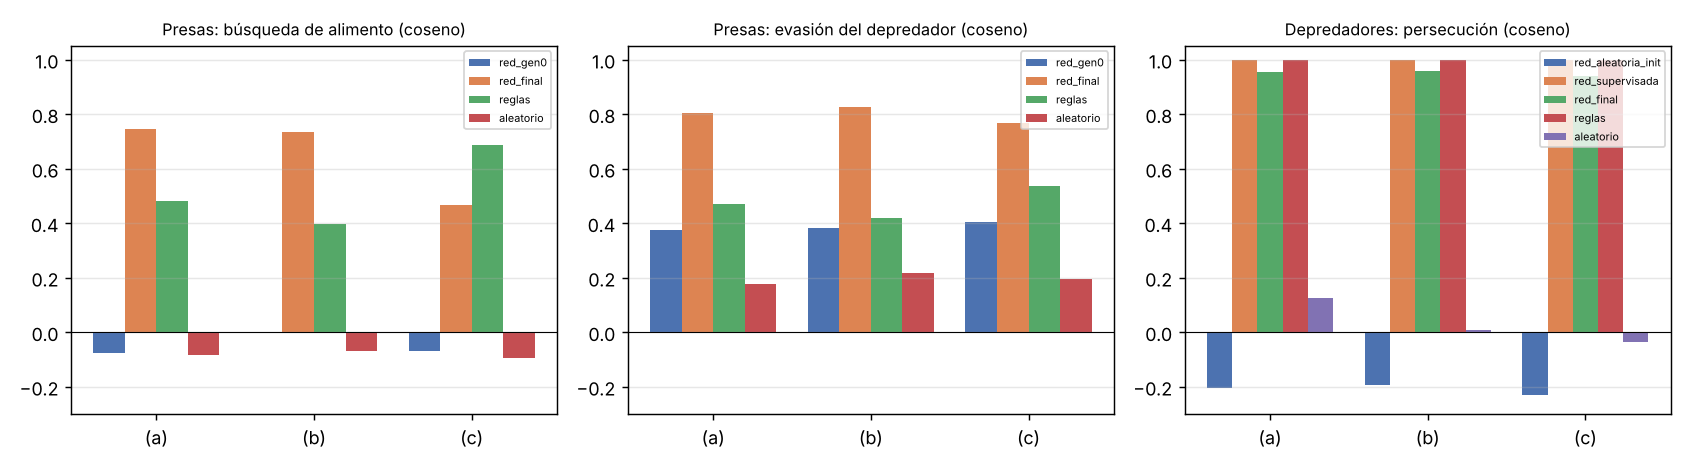 Presas: búsqueda de alimento (coseno)
1.0
0.8
0.6
0.4
0.2
0.0
−0.2
red_gen0
red_final
reglas
aleatorio
(a)
(b)
(c)
Presas: evasión del depredador (coseno)
1.0
0.8
0.6
0.4
0.2
0.0
−0.2
red_gen0
red_final
reglas
aleatorio
(a)
(b)
(c)
Depredadores: persecución (coseno)
1.0
0.8
0.6
0.4
0.2
0.0
−0.2
red_aleatoria_init
red_supervisada
red_final
reglas
aleatorio
(a)
(b)
(c)